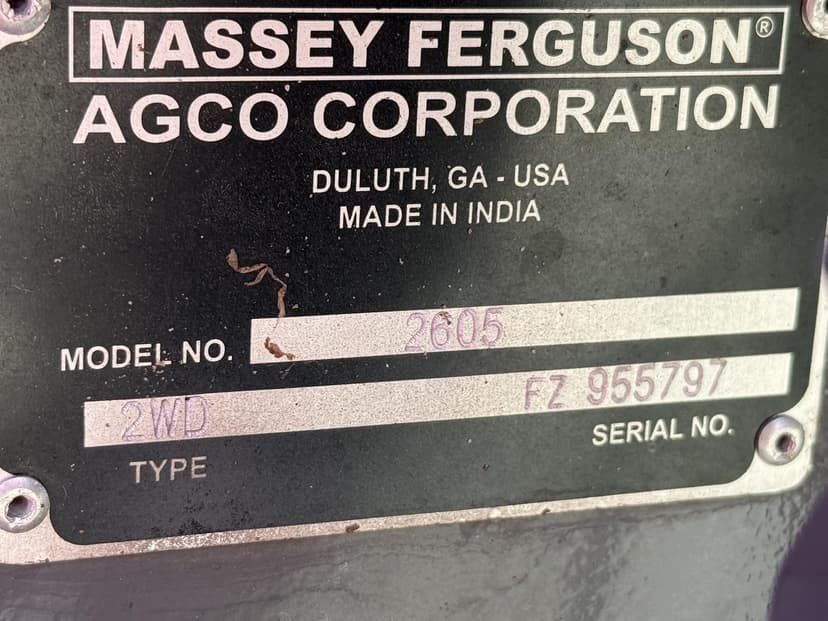 MASSEY FERGUSON®
AGCO CORPORATION
DULUTH, GA - USA
MADE IN INDIA
MODEL NO. 2605
2WD FZ 955797
TYPE SERIAL NO.